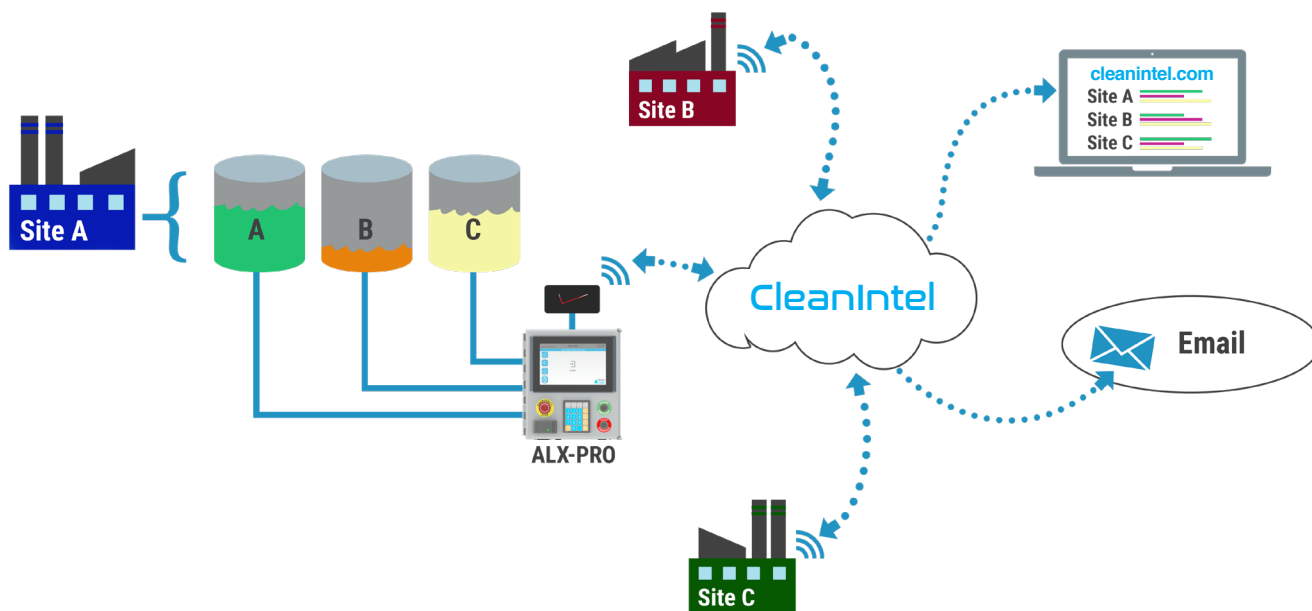 Site A
A
B
C
ALX-PRO
Site B
CleanIntel
Site C
cleanintel.com
Site A
Site B
Site C
Email